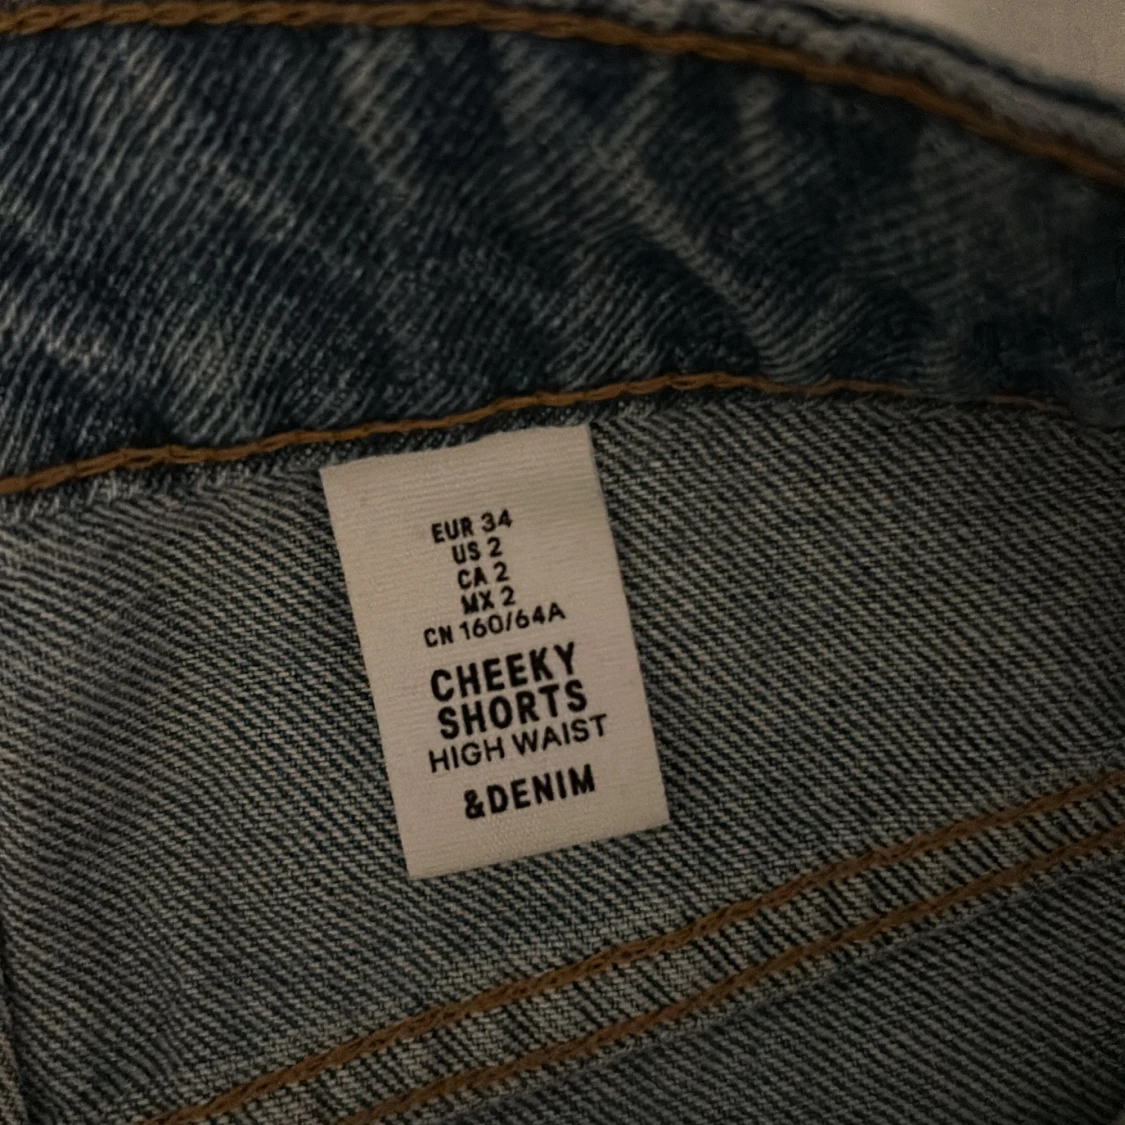 EUR 34
US 2
CA 2
MX 2
CN 160/64A
CHEEKY
SHORTS
HIGH WAIST
&DENIM